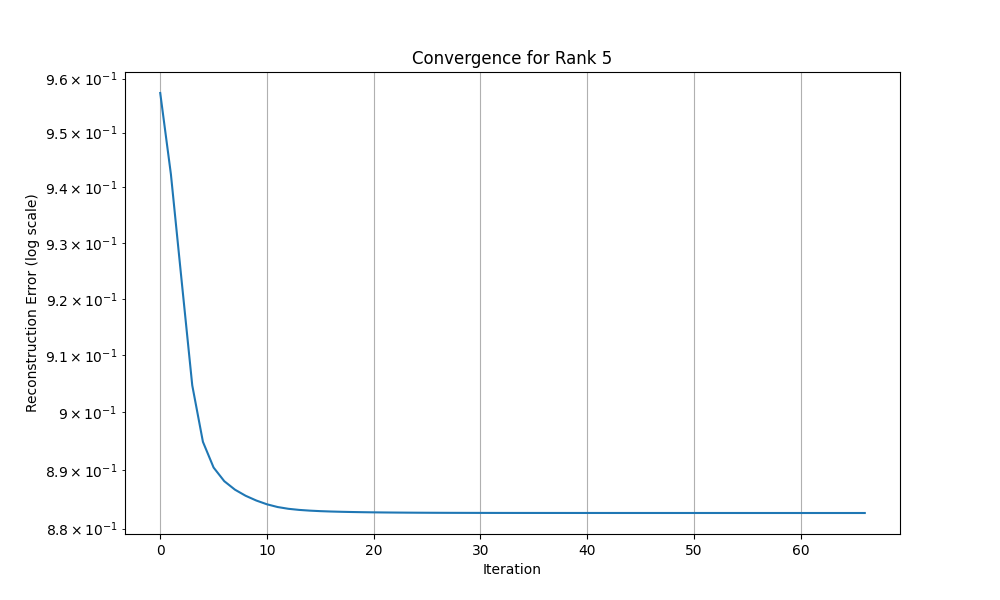 Convergence for Rank 5
Reconstruction Error (log scale)
9.6 × 10⁻¹
9.5 × 10⁻¹
9.4 × 10⁻¹
9.3 × 10⁻¹
9.2 × 10⁻¹
9.1 × 10⁻¹
9 × 10⁻¹
8.9 × 10⁻¹
8.8 × 10⁻¹
0 10 20 30 40 50 60
Iteration